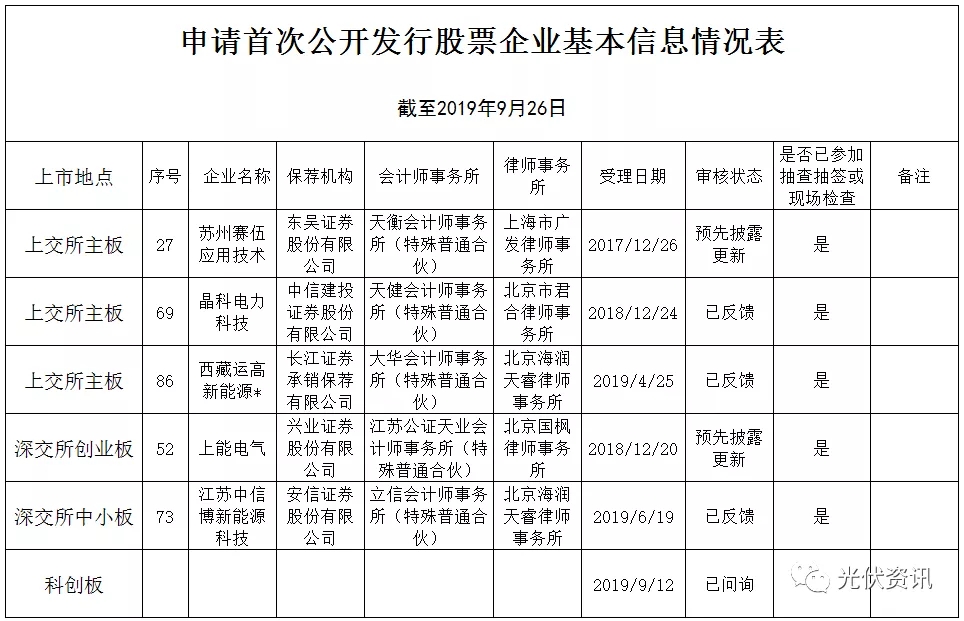 申请首次公开发行股票企业基本信息情况表
截至2019年9月26日
上市地点 序号 企业名称 保荐机构 会计师事务所 律师事务所 受理日期 审核状态 是否已参加抽查抽签或现场检查 备注
上交所主板 27 苏州赛伍应用技术 东吴证券股份有限公司 天衡会计师事务所（特殊普通合伙） 上海市广发律师事务所 2017/12/26 预先披露更新 是
上交所主板 69 晶科电力科技 中信建投证券股份有限公司 天健会计师事务所（特殊普通合伙） 北京市君合律师事务所 2018/12/24 已反馈 是
上交所主板 86 西藏运高新能源* 长江证券承销保荐有限公司 大华会计师事务所（特殊普通合伙） 北京海润天睿律师事务所 2019/4/25 已反馈 是
深交所创业板 52 上能电气 兴业证券股份有限公司 江苏公证天业会计师事务所（特殊普通合伙） 北京国枫律师事务所 2018/12/20 预先披露更新 是
深交所中小板 73 江苏中信博新能源科技 安信证券股份有限公司 立信会计师事务所（特殊普通合伙） 北京海润天睿律师事务所 2019/6/19 已反馈 是
科创板 2019/9/12 已问询
光伏资讯